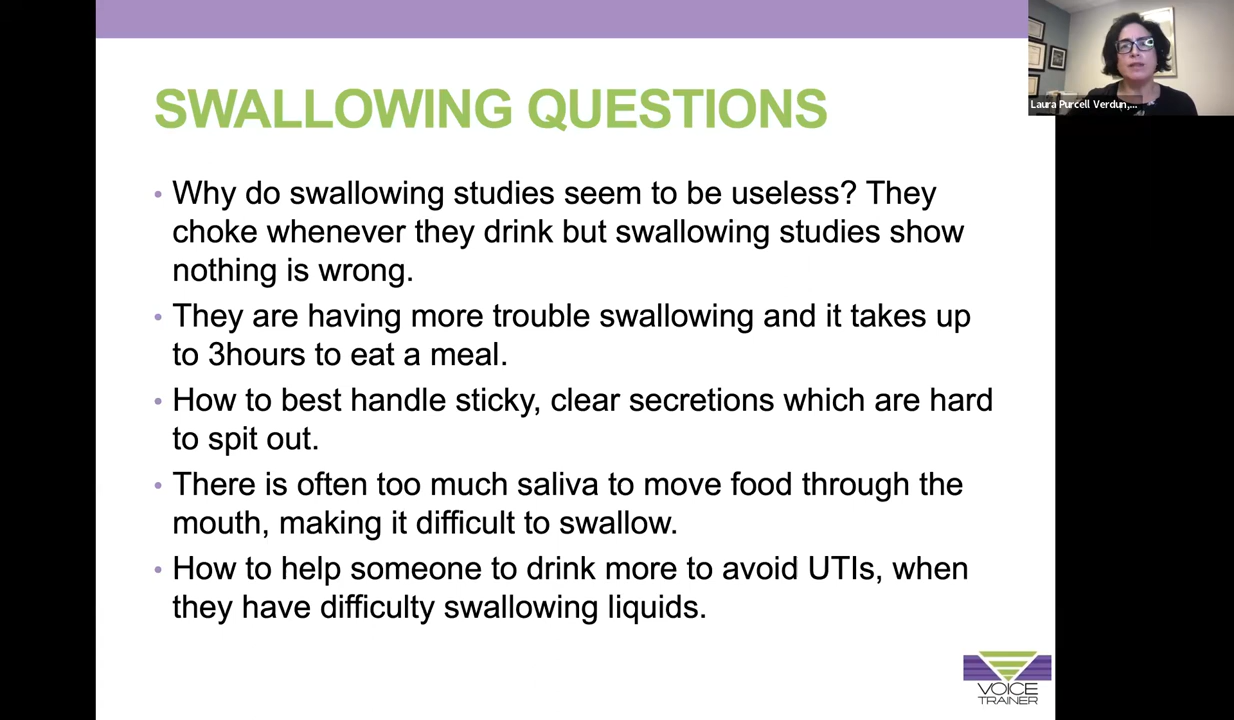 SWALLOWING QUESTIONS
Laura Purcell Verdun,...
• Why do swallowing studies seem to be useless? They
choke whenever they drink but swallowing studies show
nothing is wrong.
• They are having more trouble swallowing and it takes up
to 3hours to eat a meal.
• How to best handle sticky, clear secretions which are hard
to spit out.
• There is often too much saliva to move food through the
mouth, making it difficult to swallow.
• How to help someone to drink more to avoid UTIs, when
they have difficulty swallowing liquids.
VOICE
TRAINER